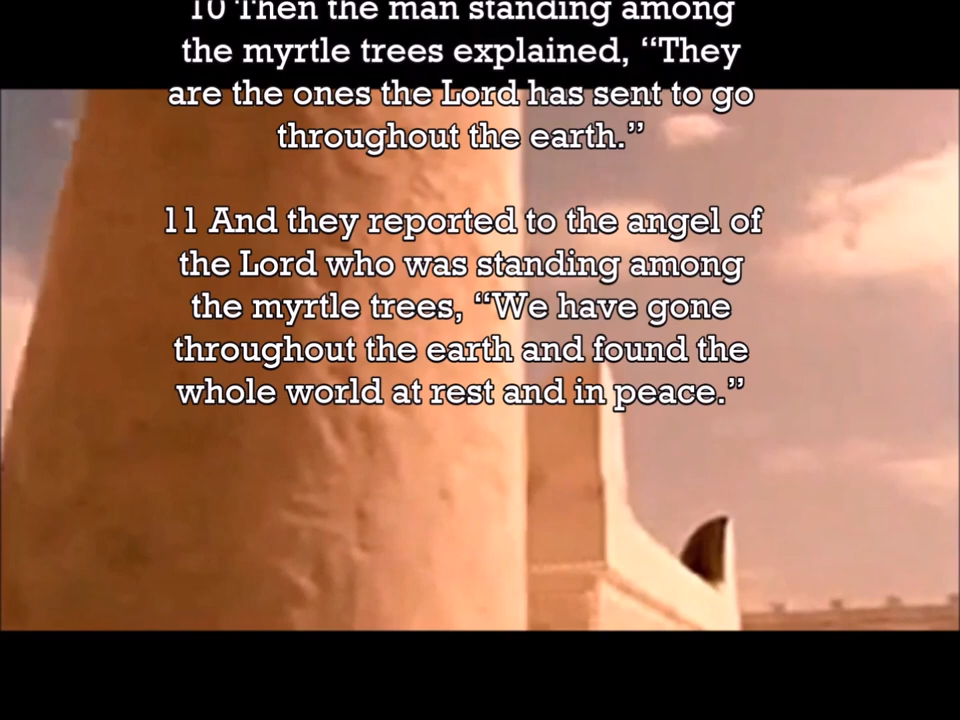 10 Then the man standing among
the myrtle trees explained, “They
are the ones the Lord has sent to go
throughout the earth.”
11 And they reported to the angel of
the Lord who was standing among
the myrtle trees, “We have gone
throughout the earth and found the
whole world at rest and in peace.”